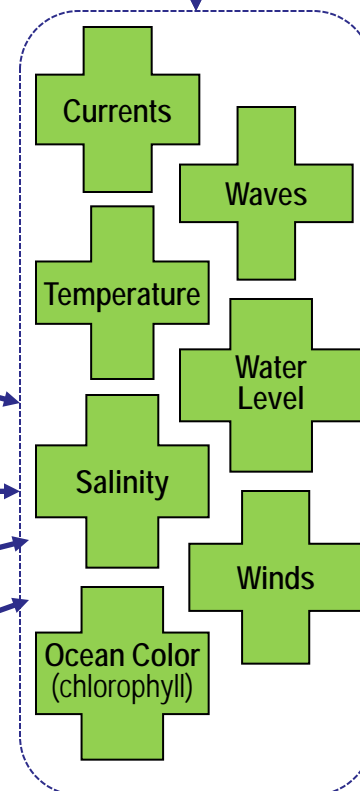 Currents
Waves
Temperature
Water
Level
Salinity
Winds
Ocean Color
(chlorophyll)